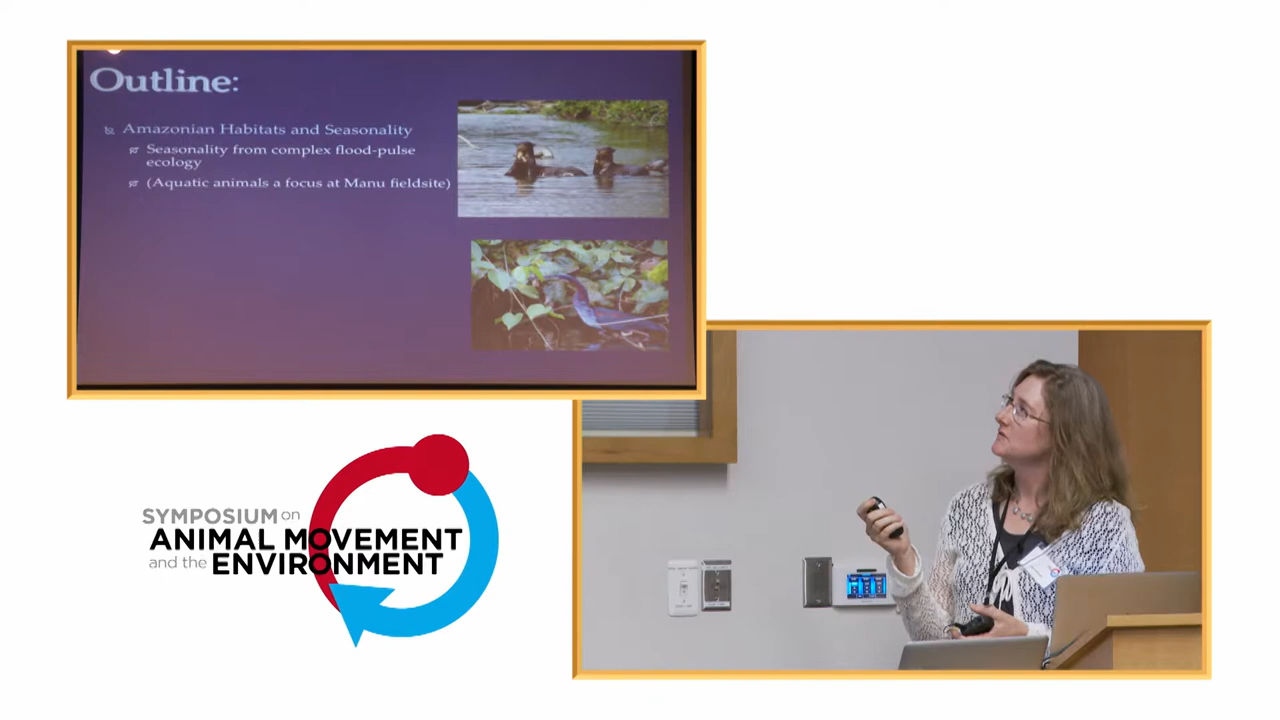 Outline:
Amazonian Habitats and Seasonality
Seasonality from complex flood-pulse
ecology
(Aquatic animals a focus at Manu fieldsite)
SYMPOSIUM on
ANIMAL MOVEMENT
and the ENVIRONMENT